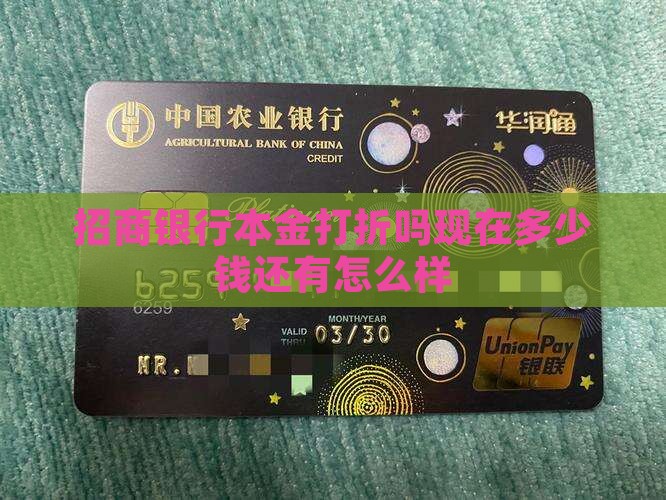 中国农业银行
AGRICULTURAL BANK OF CHINA
CREDIT
华润通
Platinum
招商银行本金打折吗现在多少
钱还有怎么样
6259
6259
MONTH/YEAR
VALID THRU 03/30
MR.
UnionPay
银联